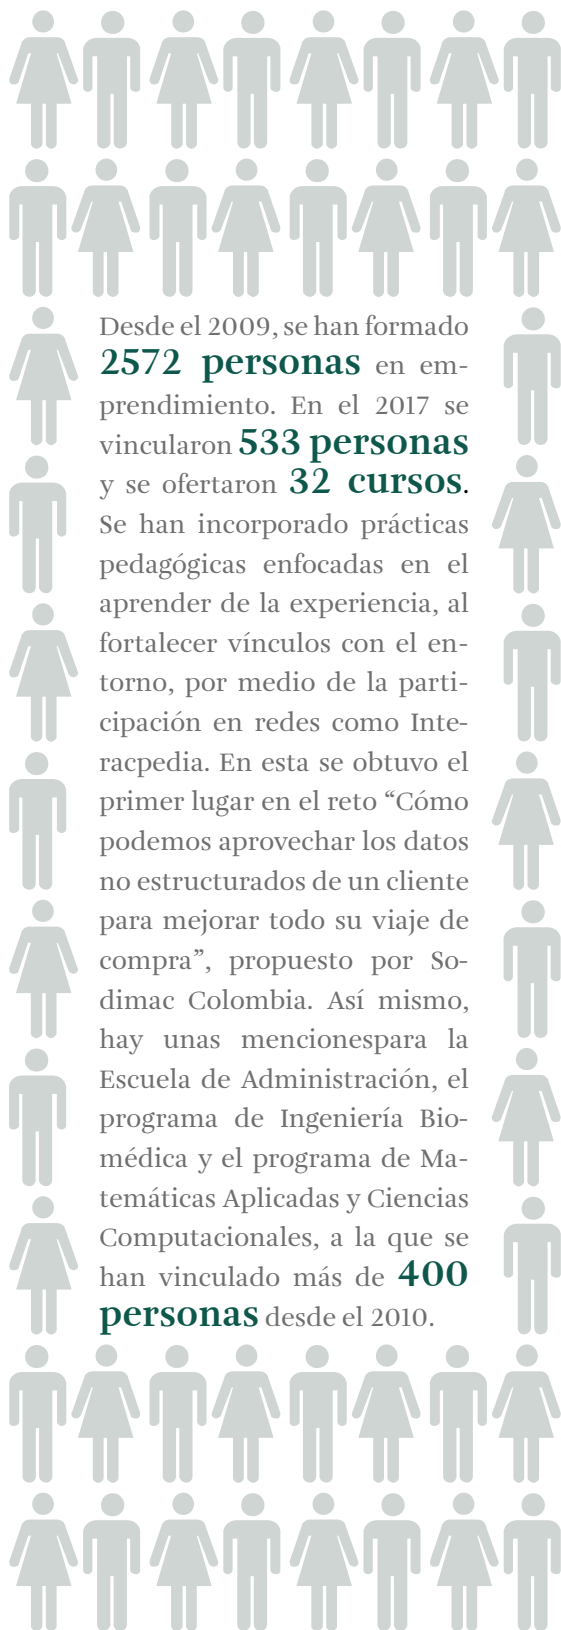 Desde el 2009, se han formado
2572 personas en em-
prendimiento. En el 2017 se
vincularon 533 personas
y se ofertaron 32 cursos.
Se han incorporado prácticas
pedagógicas enfocadas en el
aprender de la experiencia, al
fortalecer vínculos con el en-
torno, por medio de la parti-
cipación en redes como Inte-
racpedia. En esta se obtuvo el
primer lugar en el reto “Cómo
podemos aprovechar los datos
no estructurados de un cliente
para mejorar todo su viaje de
compra”, propuesto por So-
dimac Colombia. Así mismo,
hay unas mencionespara la
Escuela de Administración, el
programa de Ingeniería Bio-
médica y el programa de Ma-
temáticas Aplicadas y Ciencias
Computacionales, a la que se
han vinculado más de 400
personas desde el 2010.